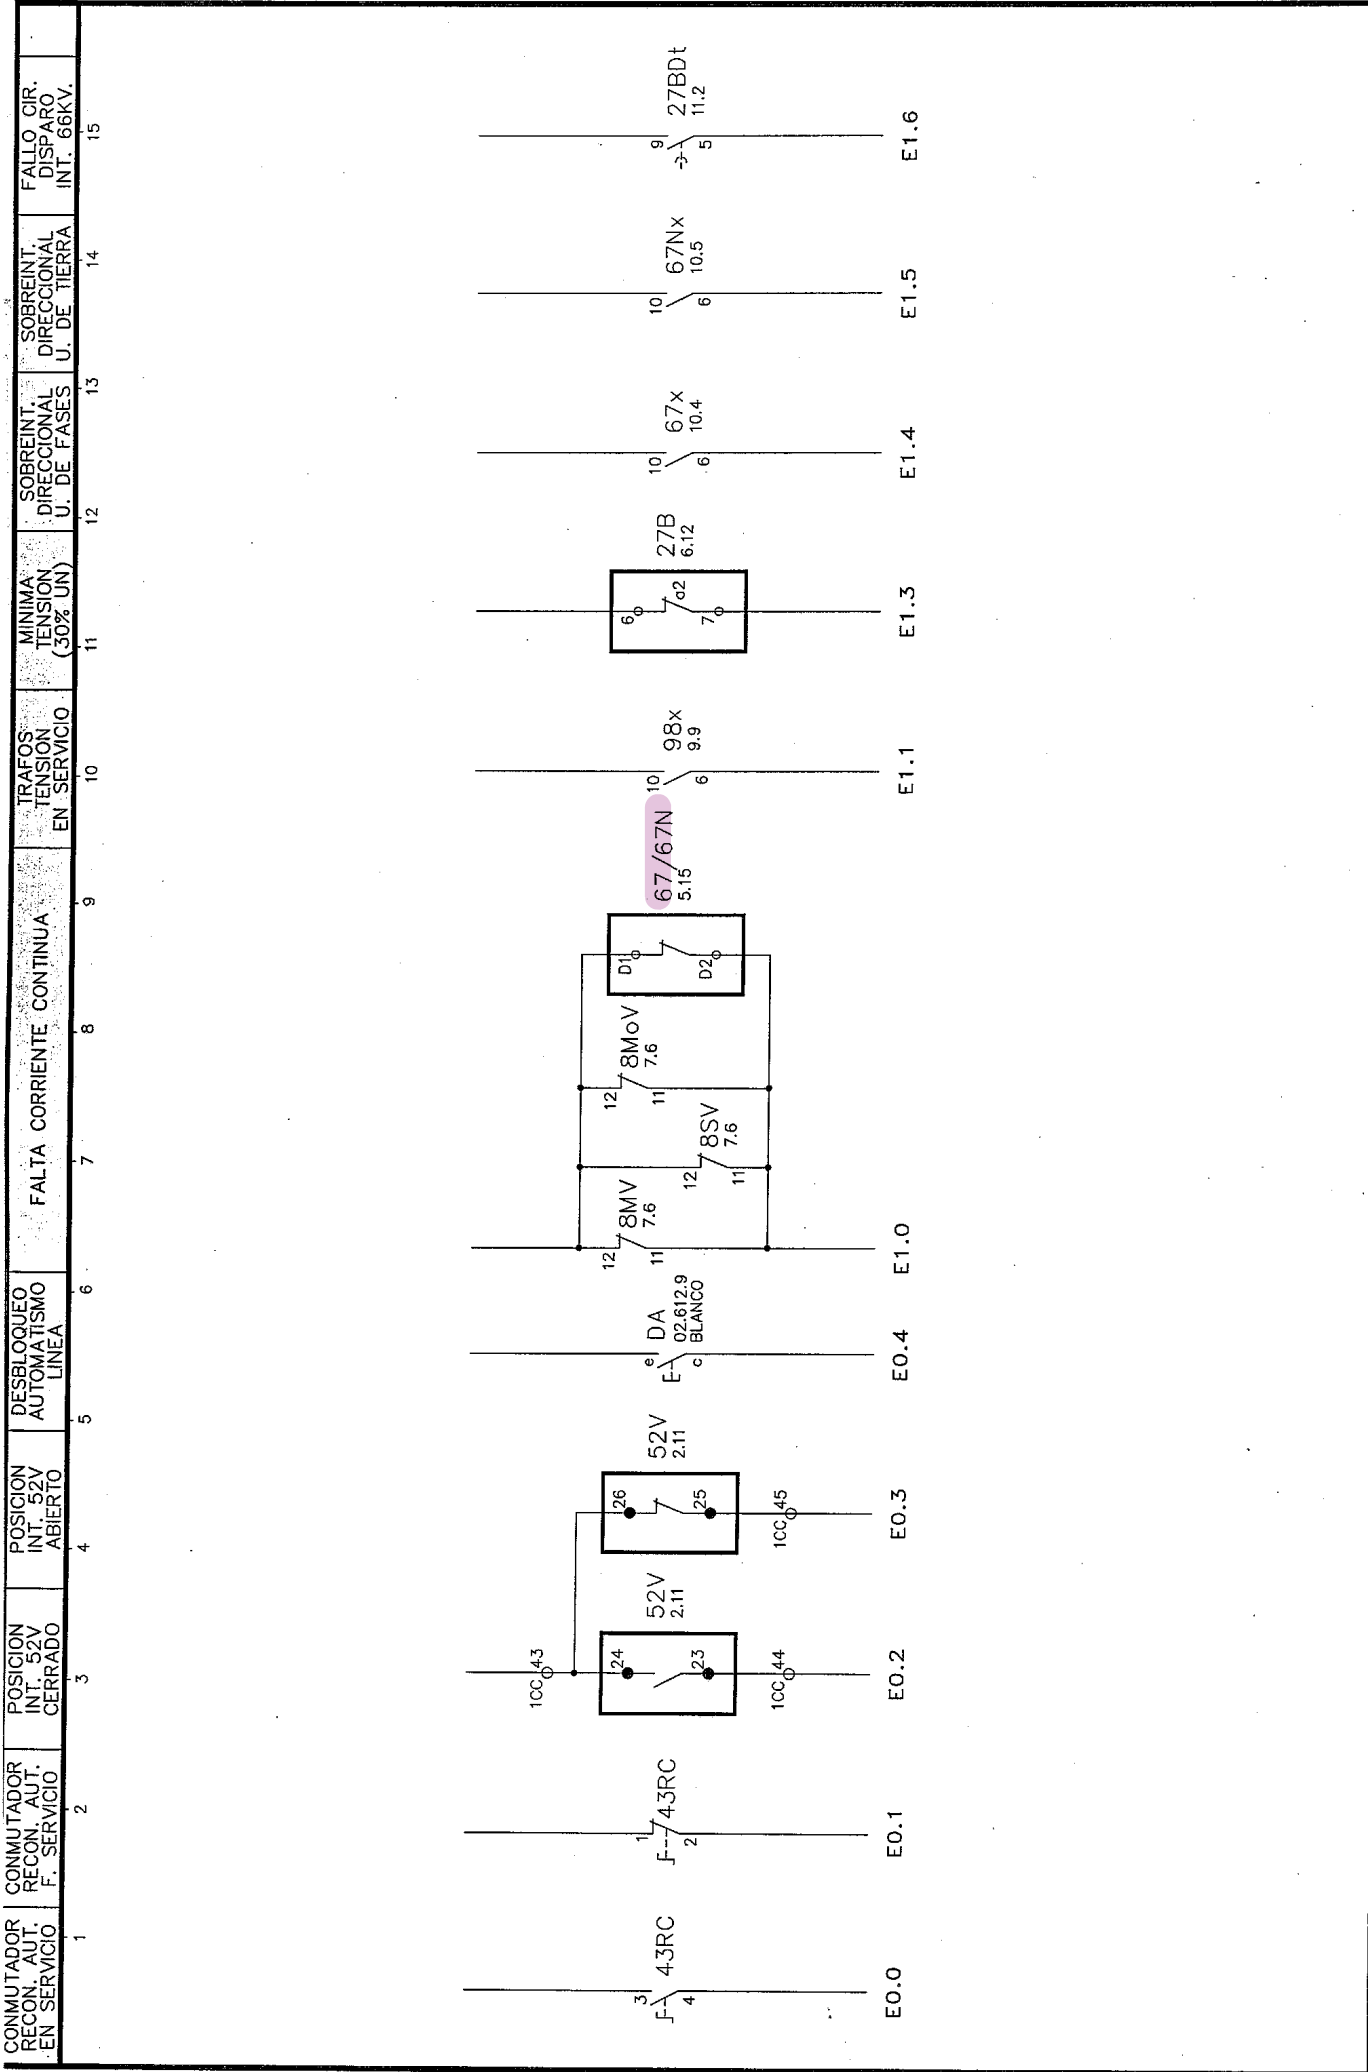 CONMUTADOR
RECON. AUT.
EN SERVICIO
CONMUTADOR
RECON. AUT.
F. SERVICIO
POSICION
INT. 52V
CERRADO
POSICION
INT. 52V
ABIERTO
DESBLOQUEO
AUTOMATISMO
LINEA
FALTA CORRIENTE CONTINUA
TRAFOS
TENSION
EN SERVICIO
MINIMA
TENSION
(30% UN)
SOBREINT.
DIRECCIONAL
U. DE FASES
SOBREINT.
DIRECCIONAL
U. DE TIERRA
FALLO CIR.
DISPARO
INT. 66KV.
1
2
3
4
5
6
7
8
9
10
11
12
13
14
15
3
4
43RC
E0.0
1
2
43RC
E0.1
1CC 43
24
23
52V
2.11
1CC 44
E0.2
26
25
52V
2.11
1CC 45
E0.3
e
c
DA
02.612.9
BLANCO
E0.4
12
11
8MV
7.6
12
11
8SV
7.6
12
11
8MoV
7.6
D1
D2
67/67N
5.15
E1.0
10
6
98x
9.9
E1.1
6
7
a2
27B
6.12
E1.3
10
6
67x
10.4
E1.4
10
6
67Nx
10.5
E1.5
9
5
27BDt
11.2
E1.6